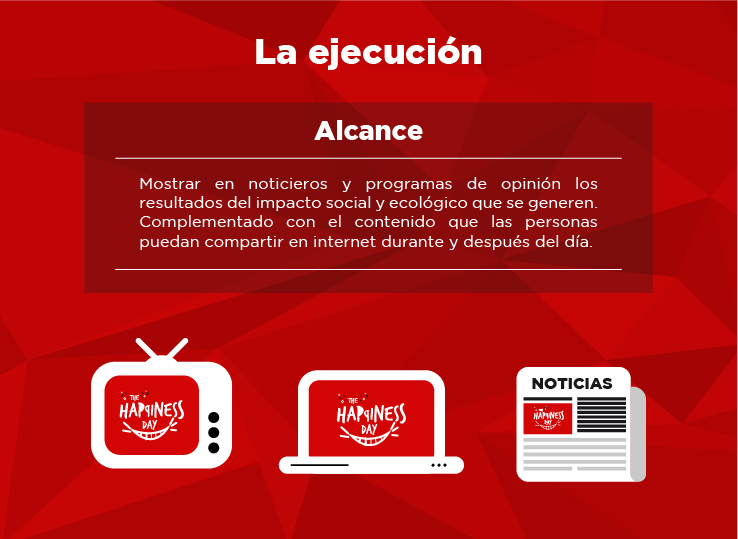 La ejecución
Alcance
Mostrar en noticieros y programas de opinión los
resultados del impacto social y ecológico que se generen.
Complementado con el contenido que las personas
puedan compartir en internet durante y después del día.
THE
HAPPINESS
DAY
THE
HAPPINESS
DAY
NOTICIAS
THE
HAPPINESS
DAY